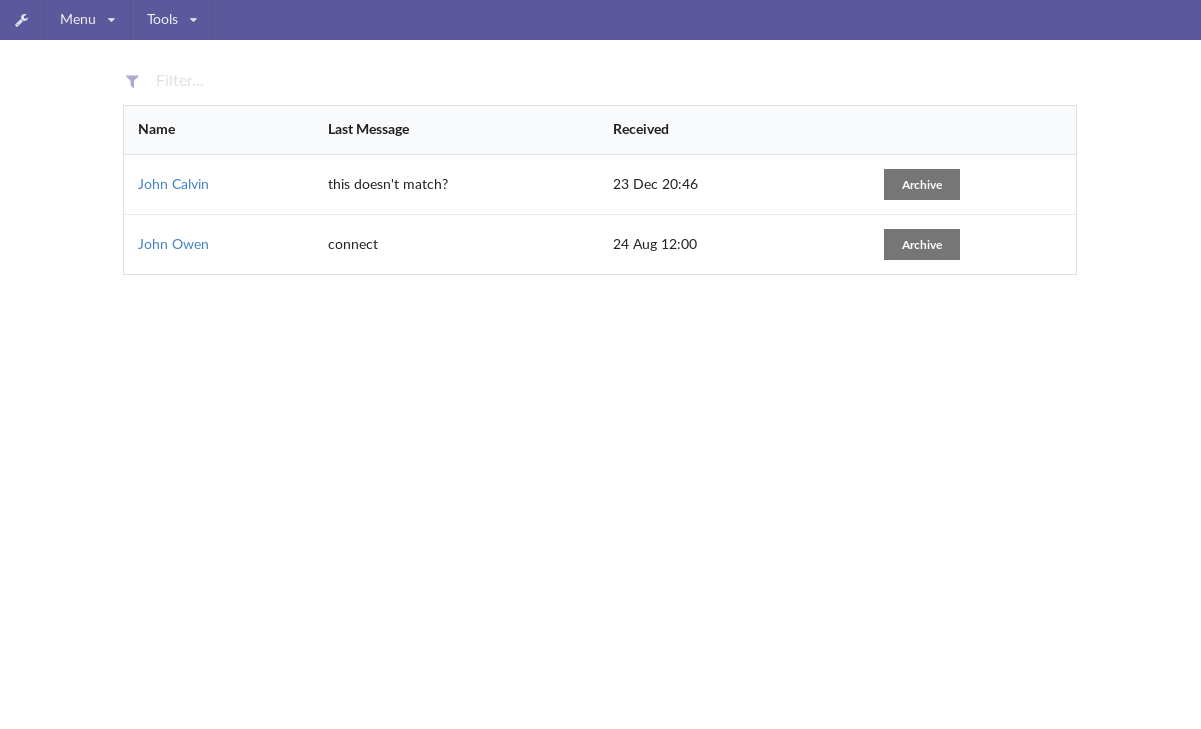 Menu Tools
Filter...
Name Last Message Received
John Calvin this doesn't match? 23 Dec 20:46 Archive
John Owen connect 24 Aug 12:00 Archive